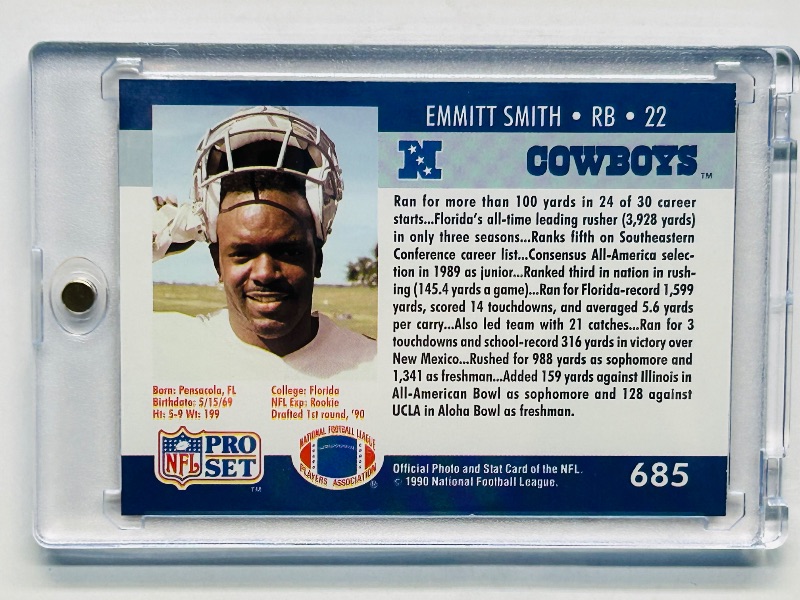 EMMITT SMITH • RB • 22
N
COWBOYS
TM
Ran for more than 100 yards in 24 of 30 career
starts...Florida's all-time leading rusher (3,928 yards)
in only three seasons...Ranks fifth on Southeastern
Conference career list...Consensus All-America selec-
tion in 1989 as junior...Ranked third in nation in rush-
ing (145.4 yards a game)...Ran for Florida-record 1,599
yards, scored 14 touchdowns, and averaged 5.6 yards
per carry...Also led team with 21 catches...Ran for 3
touchdowns and school-record 316 yards in victory over
New Mexico...Rushed for 988 yards as sophomore and
1,341 as freshman...Added 159 yards against Illinois in
All-American Bowl as sophomore and 128 against
UCLA in Aloha Bowl as freshman.
Born: Pensacola, FL
Birthdate: 5/15/69
Ht: 5-9 Wt: 199
College: Florida
NFL Exp: Rookie
Drafted 1st round, '90
NFL PRO
SET
TM
NATIONAL FOOTBALL LEAGUE
PLAYERS ASSOCIATION
®
Official Photo and Stat Card of the NFL.
© 1990 National Football League.
685